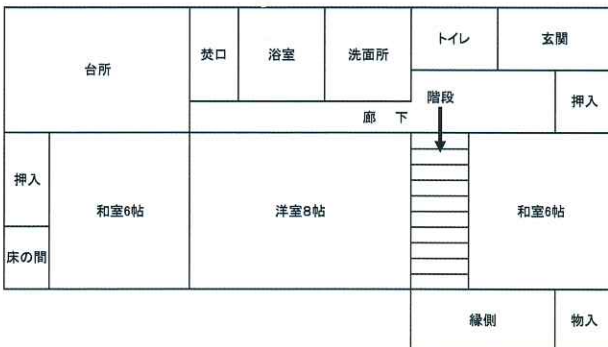 台所
焚口
浴室
洗面所
トイレ
玄関
階段
押入
廊 下
押入
和室6帖
洋室8帖
和室6帖
床の間
縁側
物入